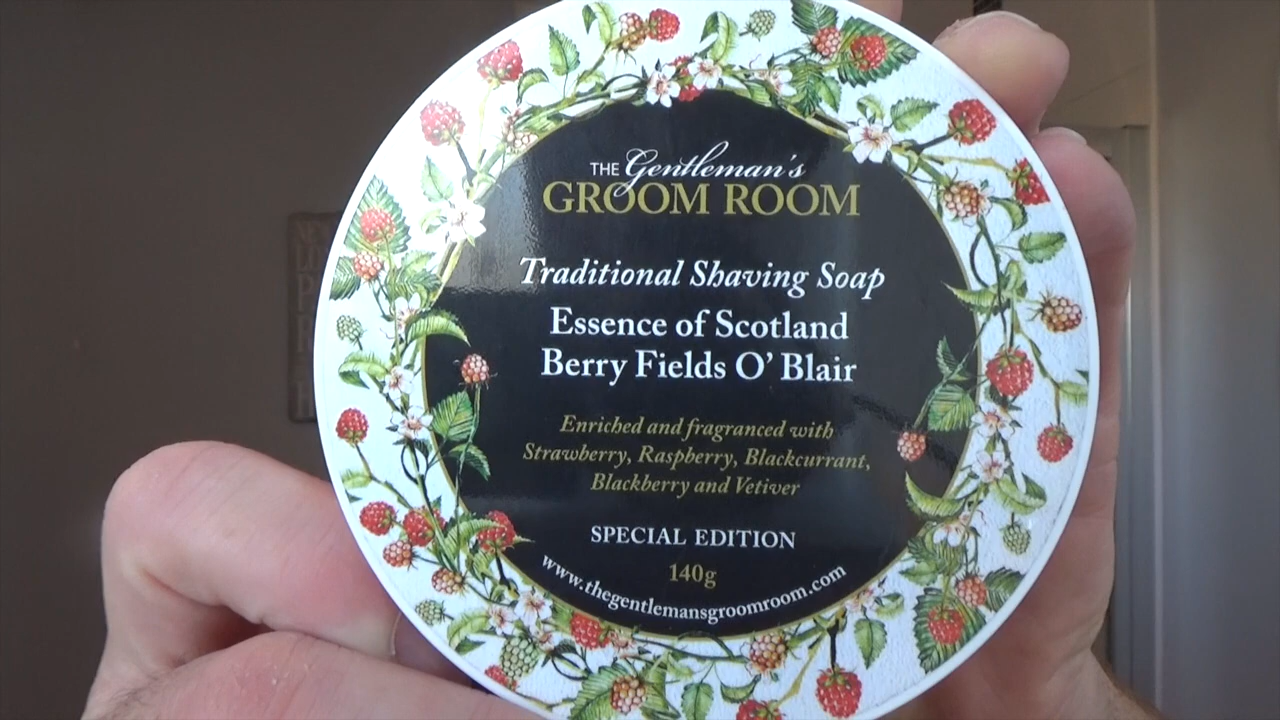 THE Gentleman's
GROOM ROOM
Traditional Shaving Soap
Essence of Scotland
Berry Fields O' Blair
Enriched and fragranced with
Strawberry, Raspberry, Blackcurrant,
Blackberry and Vetiver
SPECIAL EDITION
140g
www.thegentlemansgroomroom.com